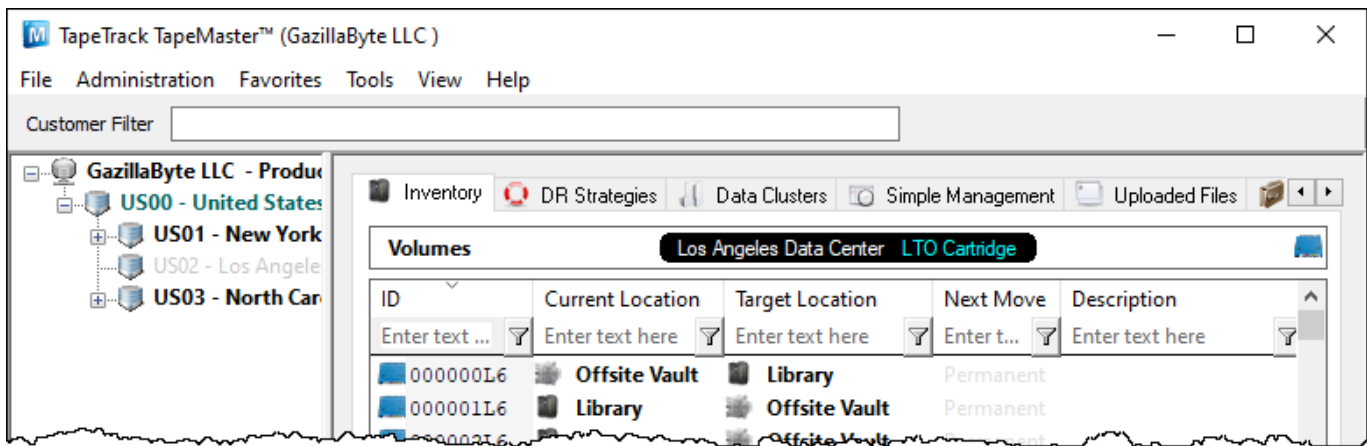 TapeTrack TapeMaster™ (GazillaByte LLC )
File Administration Favorites Tools View Help
Customer Filter
GazillaByte LLC - Produc
US00 - United States
US01 - New York
US02 - Los Angele
US03 - North Car
Inventory DR Strategies Data Clusters Simple Management Uploaded Files
Volumes Los Angeles Data Center LTO Cartridge
ID Current Location Target Location Next Move Description
Enter text ... Enter text here Enter text here Enter t... Enter text here
000000L6 Offsite Vault Library Permanent
000001L6 Library Offsite Vault Permanent
Offsite Vault